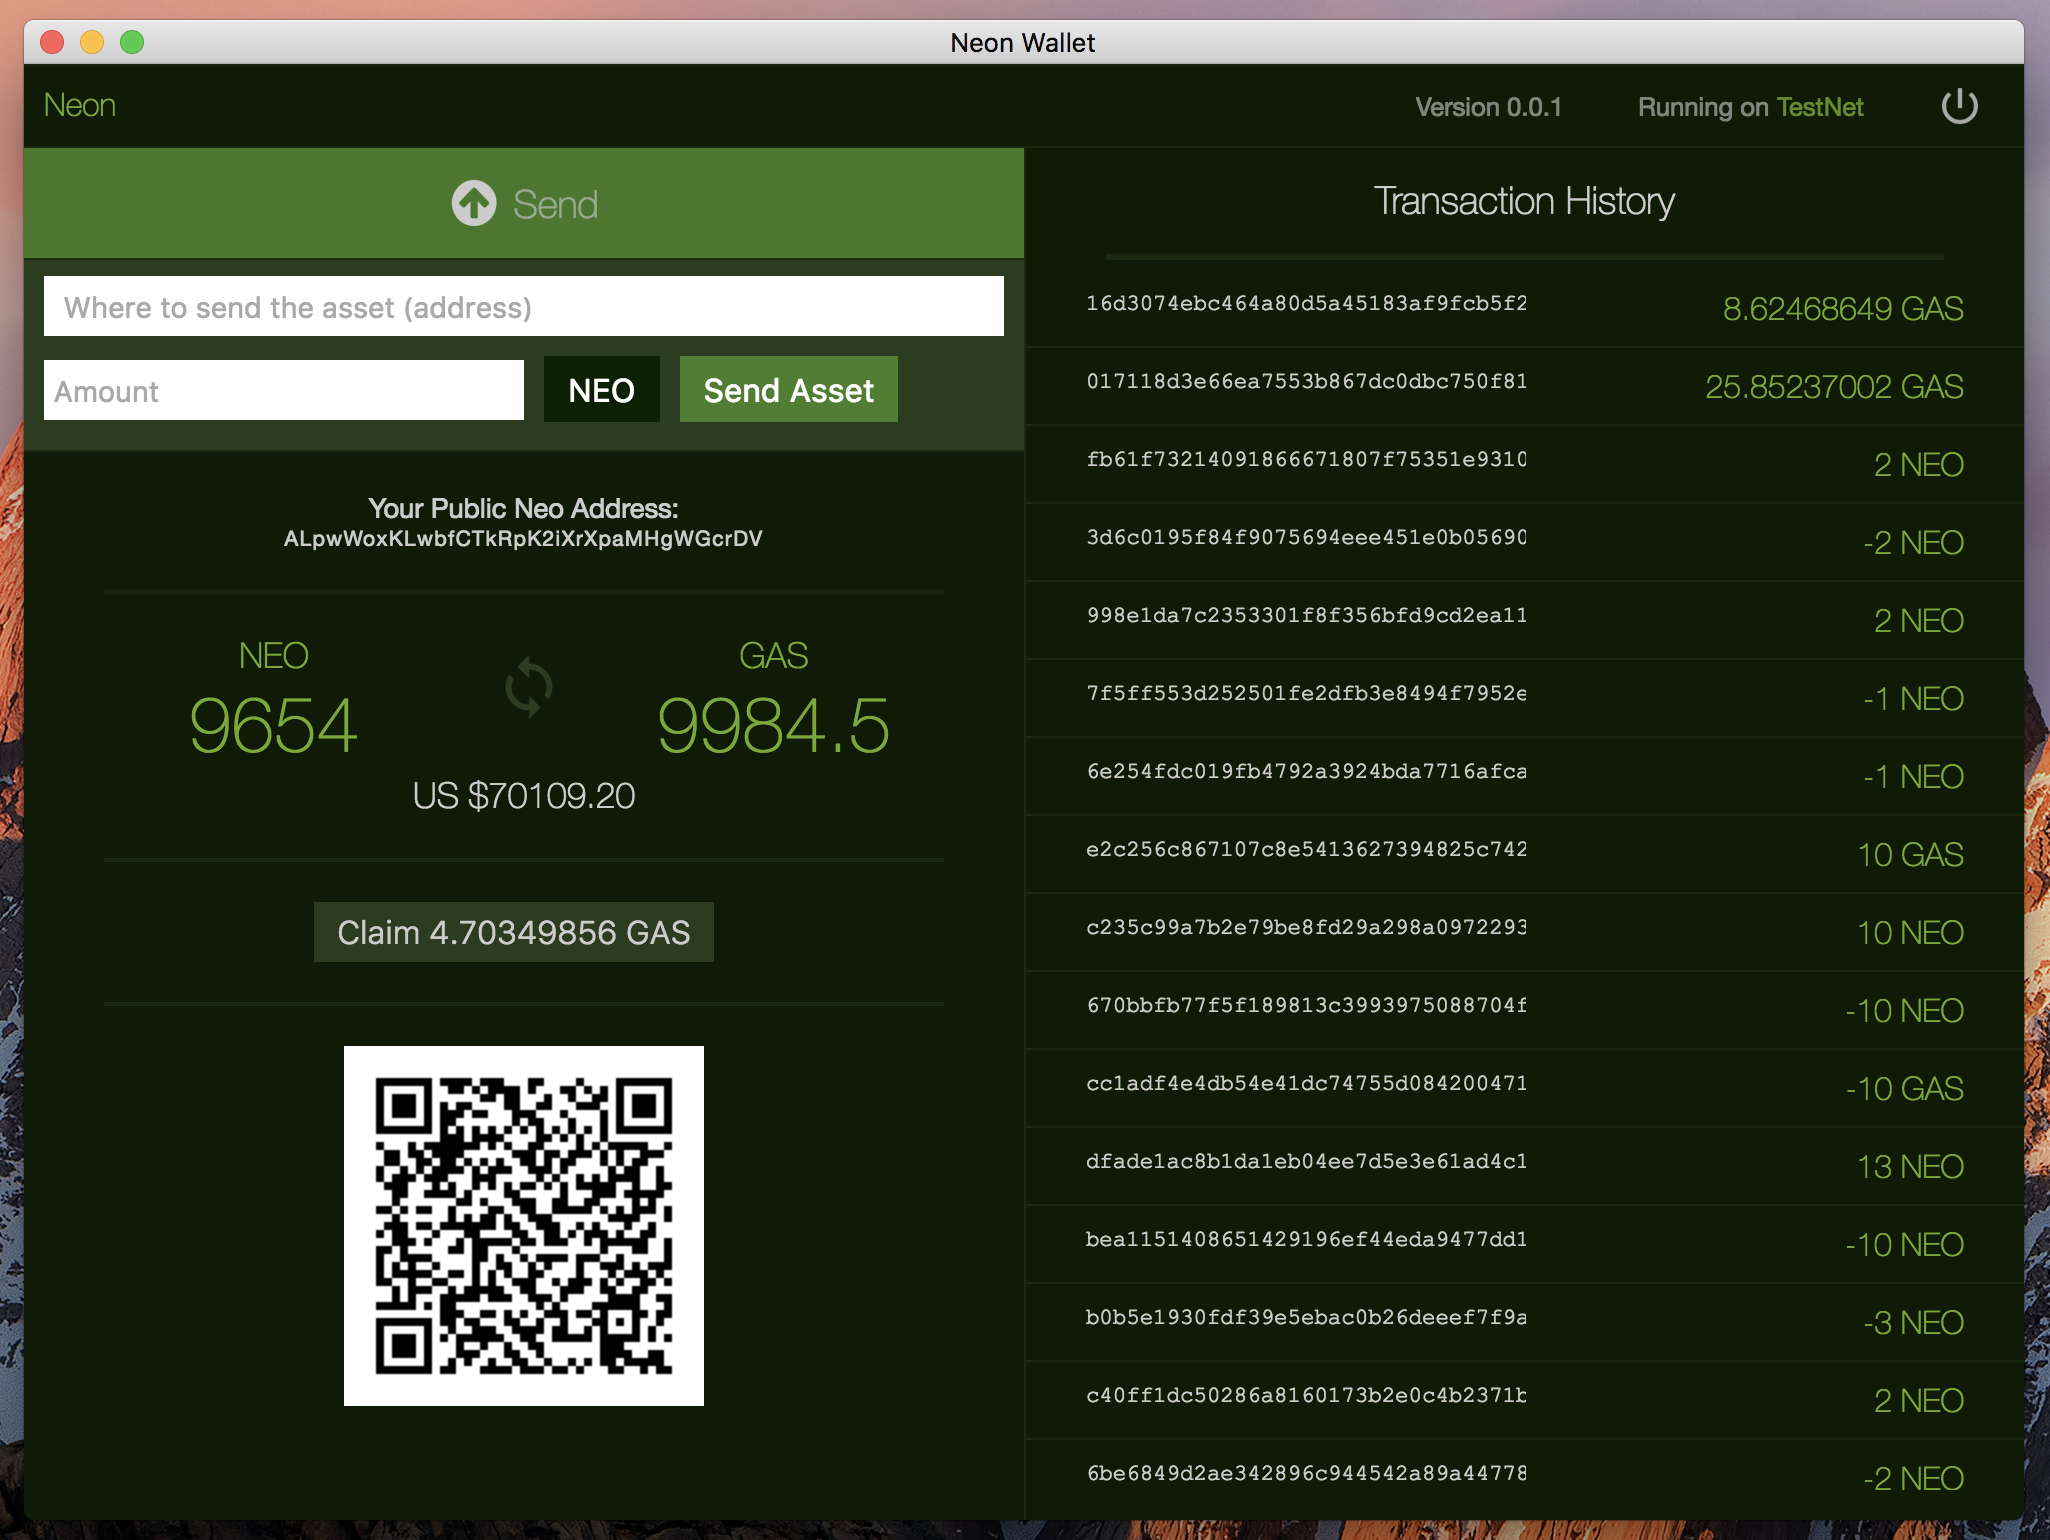 Neon Wallet
Neon
Version 0.0.1
Running on TestNet
Send
Where to send the asset (address)
Amount
NEO
Send Asset
Your Public Neo Address:
ALpwWoxKLwbfCTkRpK2iXrXpaMHgWGcrDV
NEO
9654
GAS
9984.5
US $70109.20
Claim 4.70349856 GAS
Transaction History
16d3074ebc464a80d5a45183af9fcb5f2 8.62468649 GAS
017118d3e66ea7553b867dc0dbc750f81 25.85237002 GAS
fb61f73214091866671807f75351e9310 2 NEO
3d6c0195f84f9075694eee451e0b05690 -2 NEO
998e1da7c2353301f8f356bfd9cd2ea11 2 NEO
7f5ff553d252501fe2dfb3e8494f7952e -1 NEO
6e254fdc019fb4792a3924bda7716afca -1 NEO
e2c256c867107c8e5413627394825c742 10 GAS
c235c99a7b2e79be8fd29a298a0972293 10 NEO
670bbfb77f5f189813c3993975088704f -10 NEO
cc1adf4e4db54e41dc74755d084200471 -10 GAS
dfade1ac8b1da1eb04ee7d5e3e61ad4c1 13 NEO
bea1151408651429196ef44eda9477dd1 -10 NEO
b0b5e1930fdf39e5ebac0b26deeef7f9a -3 NEO
c40ff1dc50286a8160173b2e0c4b2371b 2 NEO
6be6849d2ae342896c944542a89a44778 -2 NEO